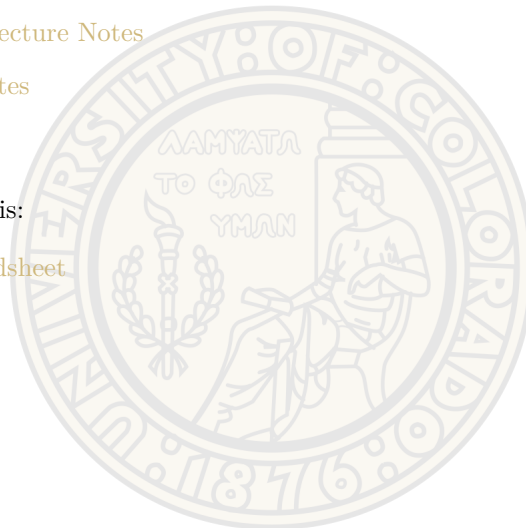 ecture Notes
tes
is:
dsheet
UNIVERSITY:OF:COLORADO
ΛΑΜΨΑΤΩ
ΤΟ ΦΩΣ
ΥΜΩΝ
:1876: